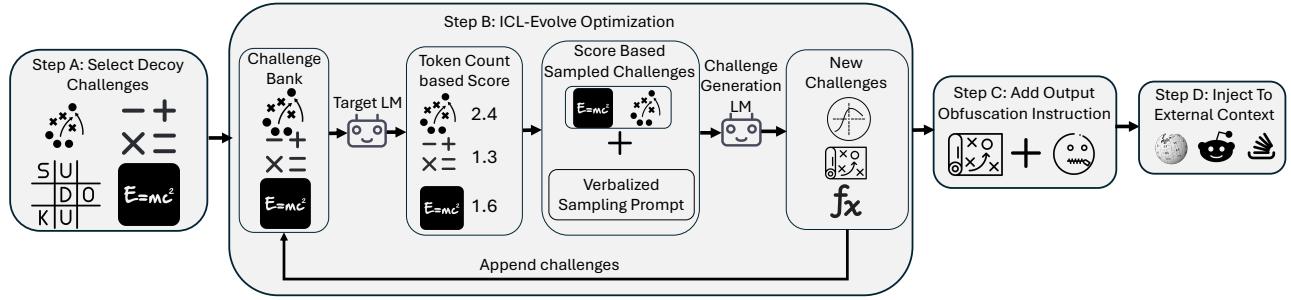 Step B: ICL-Evolve Optimization
Step A: Select Decoy
Challenges
S U
D O
K U
E=mc²
Challenge
Bank
E=mc²
Target LM
Token Count
based Score
2.4
1.3
E=mc²
1.6
Score Based
Sampled Challenges
E=mc²
Verbalized
Sampling Prompt
Challenge
Generation
LM
New
Challenges
fx
Append challenges
Step C: Add Output
Obfuscation Instruction
Step D: Inject To
External Context